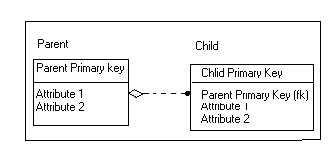 Parent
Parent Primary key
Attribute 1
Attribute 2
Child
Chlid Primary Key
Parent Primary Key (fk)
Attribute 1
Attribute 2